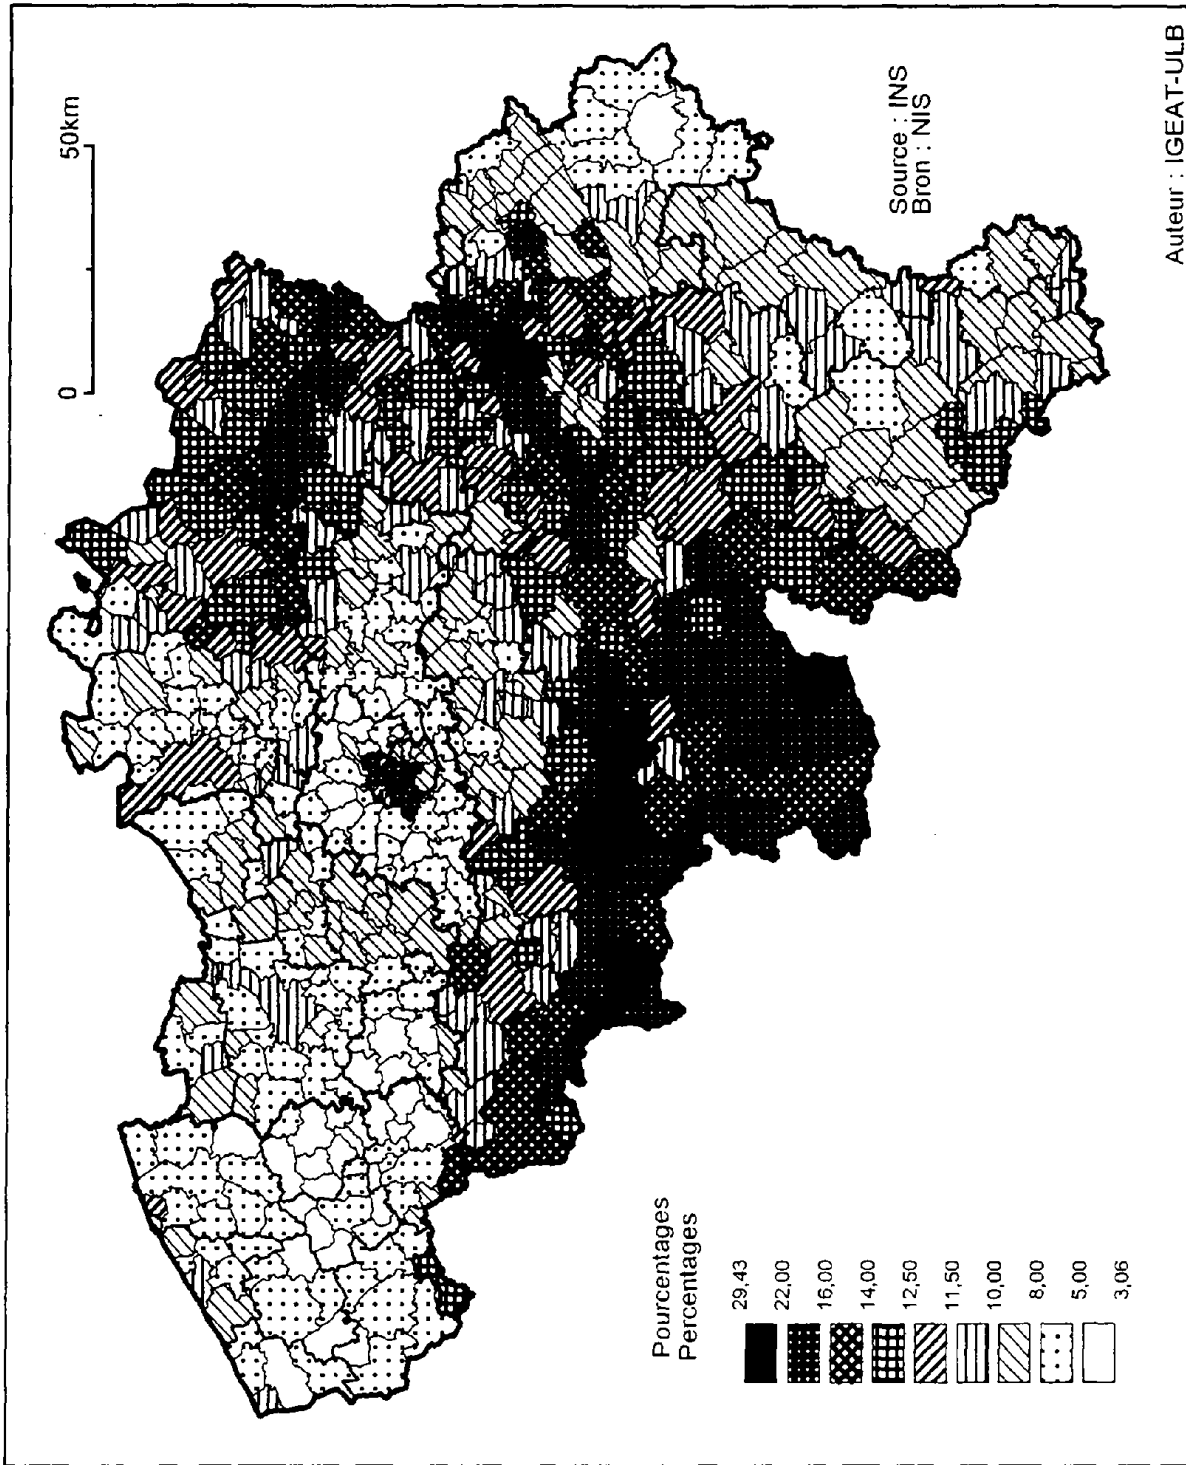 0 50km
Source : INS
Bron : NIS
Auteur : IGEAT-ULB
Pourcentages
Percentages
29,43
22,00
16,00
14,00
12,50
11,50
10,00
8,00
5,00
3,06